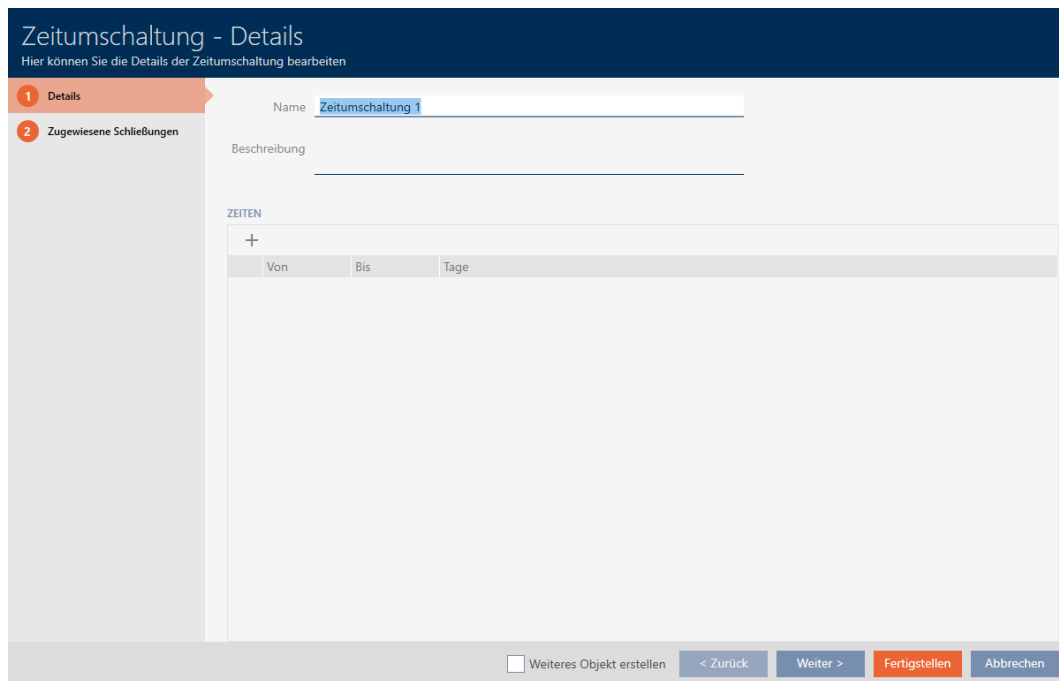 Zeitumschaltung - Details
Hier können Sie die Details der Zeitumschaltung bearbeiten
1 Details
2 Zugewiesene Schließungen
Name Zeitumschaltung 1
Beschreibung
ZEITEN
+
Von Bis Tage
Weiteres Objekt erstellen < Zurück Weiter > Fertigstellen Abbrechen